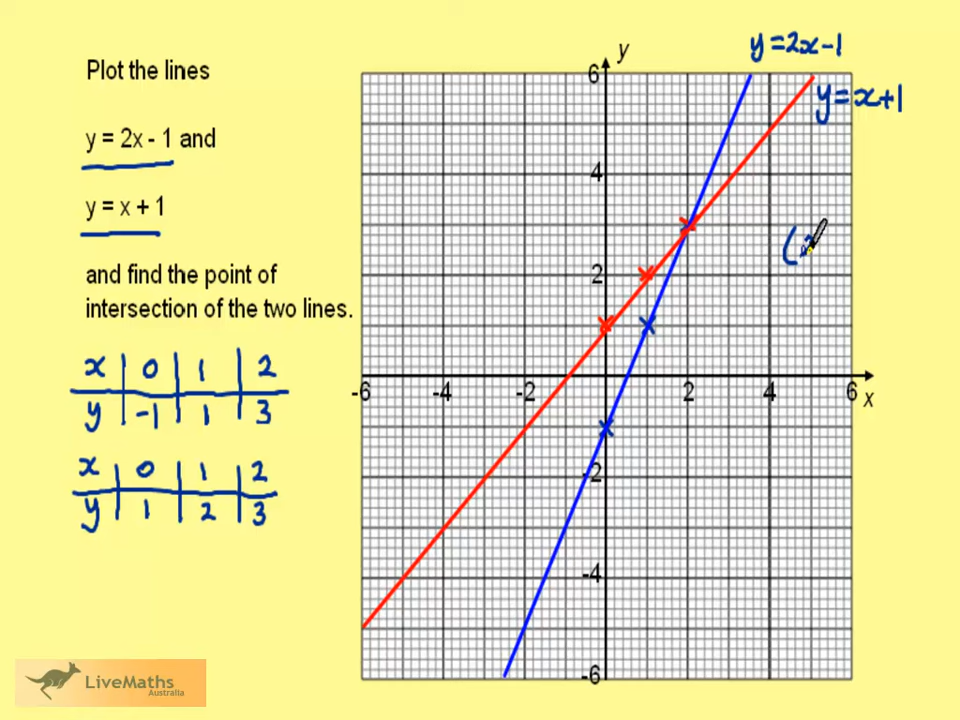 Plot the lines
y = 2x - 1 and
y = x + 1
and find the point of
intersection of the two lines.
x 0 1 2
y -1 1 3
x 0 1 2
y 1 2 3
y = 2x - 1
y = x + 1
y
6
4
2
-6 -4 -2 2 4 6 x
-2
-4
-6
(
LiveMaths
Australia